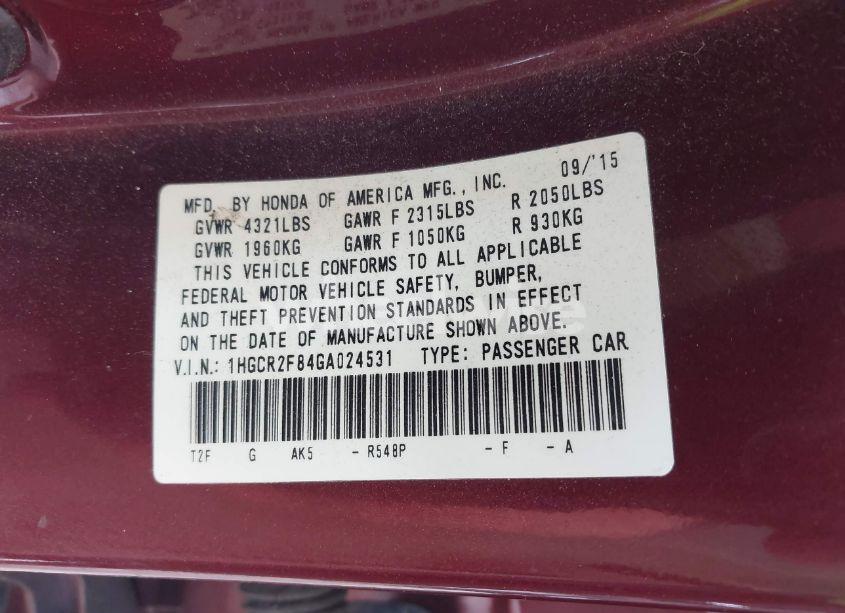 MFD. BY HONDA OF AMERICA MFG., INC. 09/'15
GVWR 4321LBS GAWR F 2315LBS R 2050LBS
GVWR 1960KG GAWR F 1050KG R 930KG
THIS VEHICLE CONFORMS TO ALL APPLICABLE
FEDERAL MOTOR VEHICLE SAFETY, BUMPER,
AND THEFT PREVENTION STANDARDS IN EFFECT
ON THE DATE OF MANUFACTURE SHOWN ABOVE.
V.I.N.: 1HGCR2F84GA024531 TYPE: PASSENGER CAR
T2F G AK5 - R548P - F - A